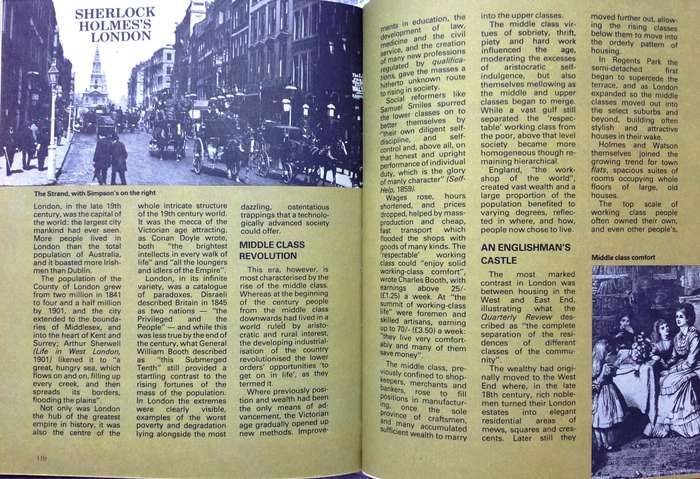 SHERLOCK
HOLMES'S
LONDON
The Strand, with Simpson's on the right
London, in the late 19th
century, was the capital of
the world: the largest city
mankind had ever seen.
More people lived in
London than the total
population of Australia,
and it boasted more Irish-
men than Dublin.
The population of the
County of London grew
from two million in 1841
to four and a half million
by 1901, and the city
extended to the bounda-
ries of Middlesex, and
into the heart of Kent and
Surrey; Arthur Sherwell
(Life in West London,
1901) likened it to "a
great, hungry sea, which
flows on and on, filling up
every creek, and then
spreads its borders,
flooding the plains".
Not only was London
the hub of the greatest
empire in history, it was
also the centre of the
whole intricate structure
of the 19th century world.
It was the mecca of the
Victorian age attracting,
as Conan Doyle wrote,
both "the brightest
intellects in every walk of
life" and "all the loungers
and idlers of the Empire".
London, in its infinite
variety, was a catalogue
of paradoxes. Disraeli
described Britain in 1845
as two nations — "the
Privileged and the
People" — and while this
was less true by the end of
the century, what General
William Booth described
as "this Submerged
Tenth" still provided a
startling contrast to the
rising fortunes of the
mass of the population.
In London the extremes
were clearly visible,
examples of the worst
poverty and degradation
lying alongside the most
dazzling, ostentatious
trappings that a techno-
logically advanced society
could offer.
MIDDLE CLASS
REVOLUTION
This era, however, is
most characterised by the
rise of the middle class.
Whereas at the beginning
of the century people
from the middle class
downwards had lived in a
world ruled by aristo-
cratic and rural interest,
the developing industrial-
isation of the country
revolutionised the lower
orders' opportunities 'to
get on in life', as they
termed it.
Where previously posi-
tion and wealth had been
the only means of ad-
vancement, the Victorian
age gradually opened up
new methods. Improve-
110
ments in education, the
development of law,
medicine and the civil
service, and the creation
of many new professions
regulated by qualifica-
tions, gave the masses a
hitherto unknown route
to rising in society.
Social reformers like
Samuel Smiles spurred
the lower classes on to
better themselves by
"their own diligent self-
discipline, and self-
control and, above all, on
that honest and upright
performance of individual
duty, which is the glory
of manly character" (Self-
Help, 1859).
Wages rose, hours
shortened, and prices
dropped, helped by mass-
production and cheap,
fast transport which
flooded the shops with
goods of many kinds. The
'respectable' working
class could "enjoy solid
working-class comfort",
wrote Charles Booth, with
earnings above 25/-
(£1.25) a week. At "the
summit of working-class
life" were foremen and
skilled artisans, earning
up to 70/- (£3.50) a week:
"they live very comfort-
ably and many of them
save money".
The middle class, pre-
viously confined to shop-
keepers, merchants and
bankers, rose to fill
positions in manufactur-
ing, once the sole
province of craftsmen,
and many accumulated
sufficient wealth to marry
into the upper classes.
The middle class vir-
tues of sobriety, thrift,
piety and hard work
influenced the age,
moderating the excesses
of aristocratic self-
indulgence, but also
themselves mellowing as
the middle and upper
classes began to merge.
While a vast gulf still
separated the 'respec-
table' working class from
the poor, above that level
society became more
homogeneous though re-
maining hierarchical.
England, "the work-
shop of the world",
created vast wealth and a
large proportion of the
population benefited to
varying degrees, reflec-
ted in where, and how,
people now chose to live.
AN ENGLISHMAN'S
CASTLE
The most marked
contrast in London was
between housing in the
West and East End,
illustrating what the
Quarterly Review des-
cribed as "the complete
separation of the resi-
dences of different
classes of the commu-
nity".
The wealthy had origi-
nally moved to the West
End where, in the late
18th century, rich noble-
men turned their London
estates into elegant
residential areas of
mews, squares and cres-
cents. Later still they
moved further out, allow-
ing the rising classes
below them to move into
the orderly pattern of
housing.
In Regents Park the
semi-detached first
began to supercede the
terrace, and as London
expanded so the middle
classes moved out into
the select suburbs and
beyond, building often
stylish and attractive
houses in their wake.
Holmes and Watson
themselves joined the
growing trend for town
flats, spacious suites of
rooms occupying whole
floors of large, old
houses.
The top scale of
working class people
often owned their own,
and even other people's,
Middle class comfort